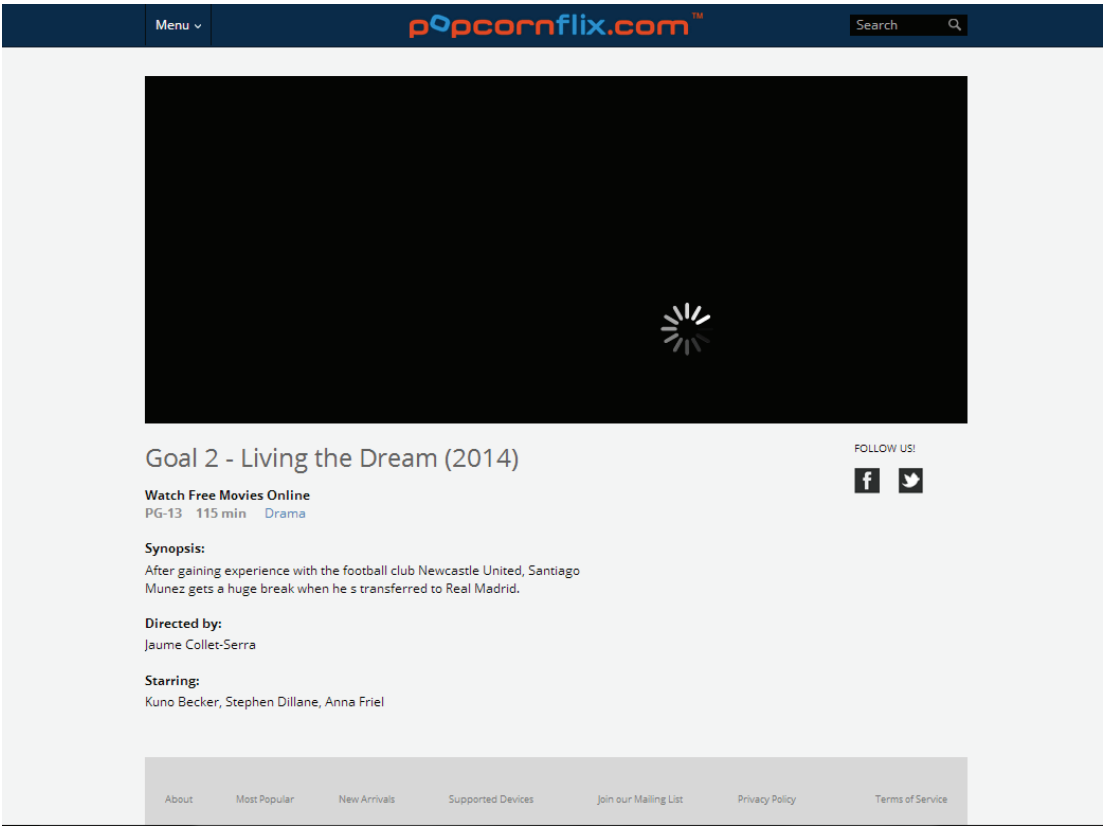 Menu
popcornflix.com™
Search
Goal 2 - Living the Dream (2014)
FOLLOW US!
Watch Free Movies Online
PG-13 115 min Drama
Synopsis:
After gaining experience with the football club Newcastle United, Santiago
Munez gets a huge break when he s transferred to Real Madrid.
Directed by:
Jaume Collet-Serra
Starring:
Kuno Becker, Stephen Dillane, Anna Friel
About Most Popular New Arrivals Supported Devices Join our Mailing List Privacy Policy Terms of Service